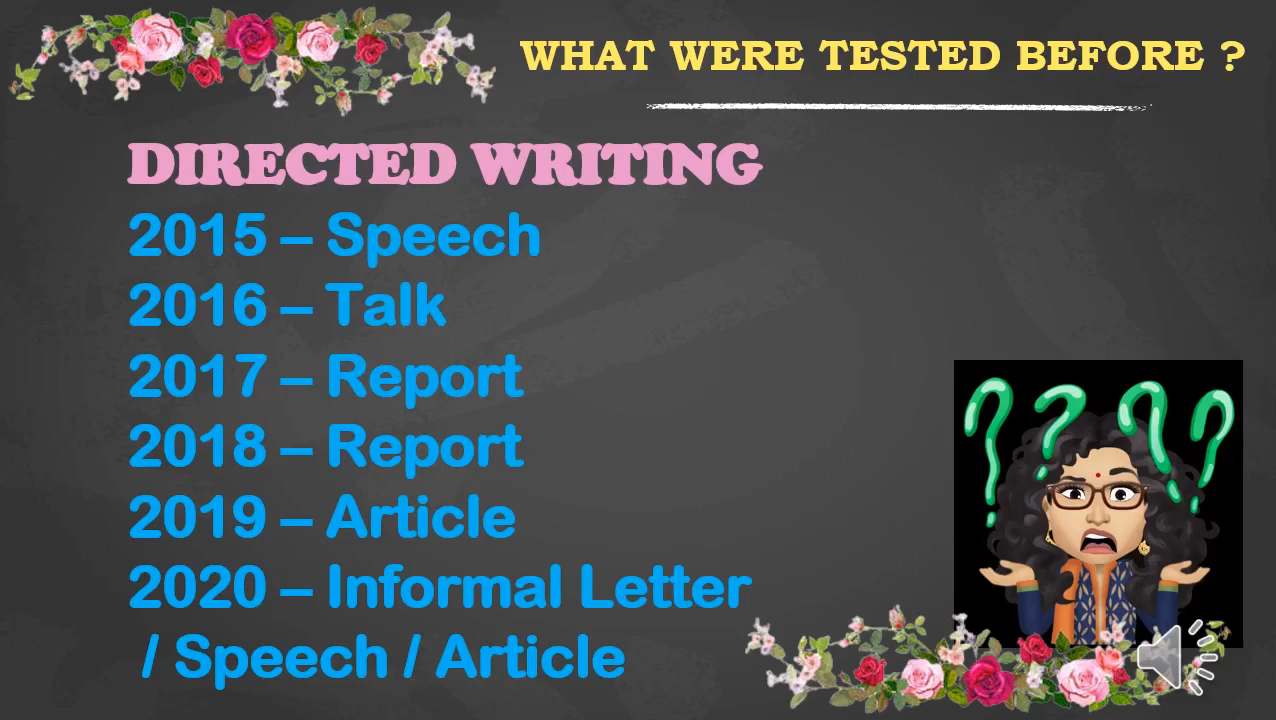 WHAT WERE TESTED BEFORE ?
DIRECTED WRITING
2015 – Speech
2016 – Talk
2017 – Report
2018 – Report
2019 – Article
2020 – Informal Letter
/ Speech / Article